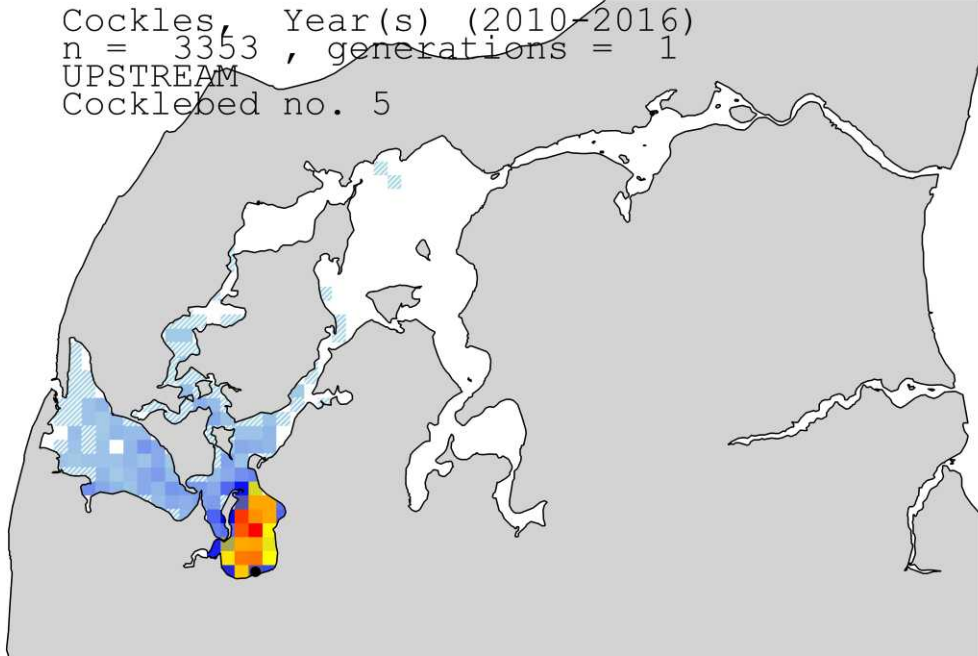 Cockles, Year(s) (2010-2016)
n = 3353 , generations = 1
UPSTREAM
Cocklebed no. 5